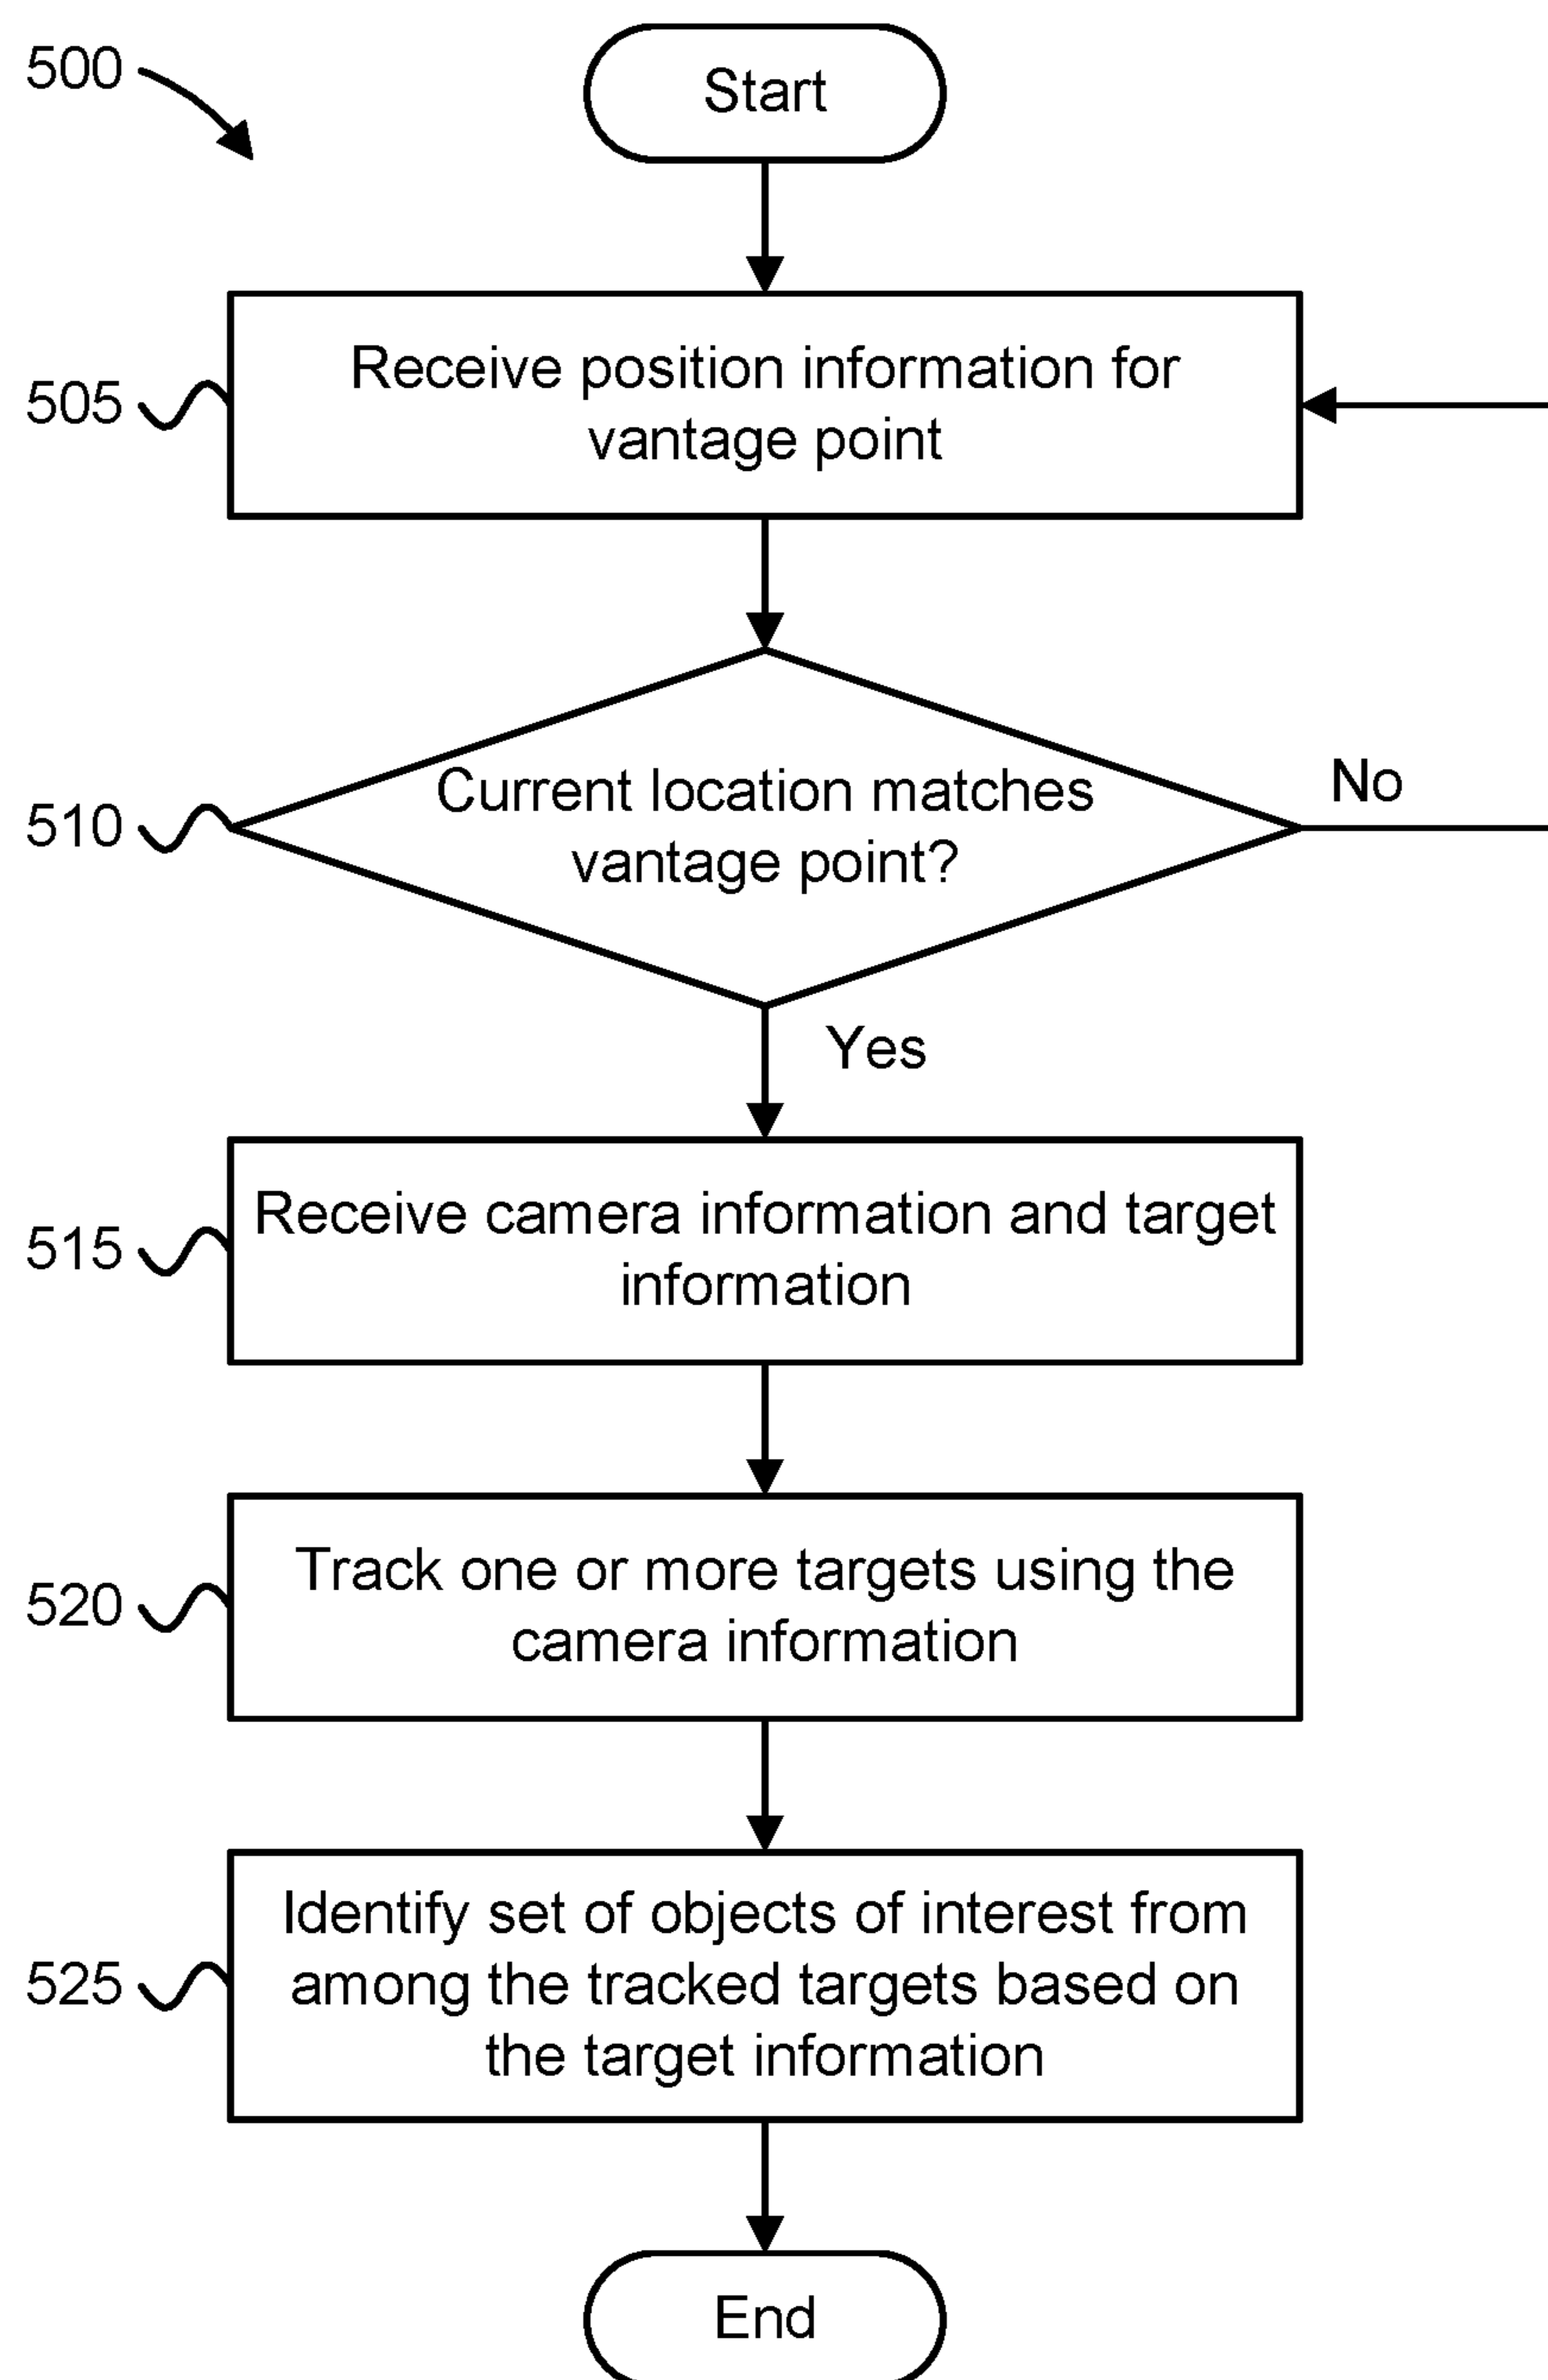 500
Start
505
Receive position information for
vantage point
510
Current location matches
vantage point?
No
Yes
515
Receive camera information and target
information
520
Track one or more targets using the
camera information
525
Identify set of objects of interest from
among the tracked targets based on
the target information
End